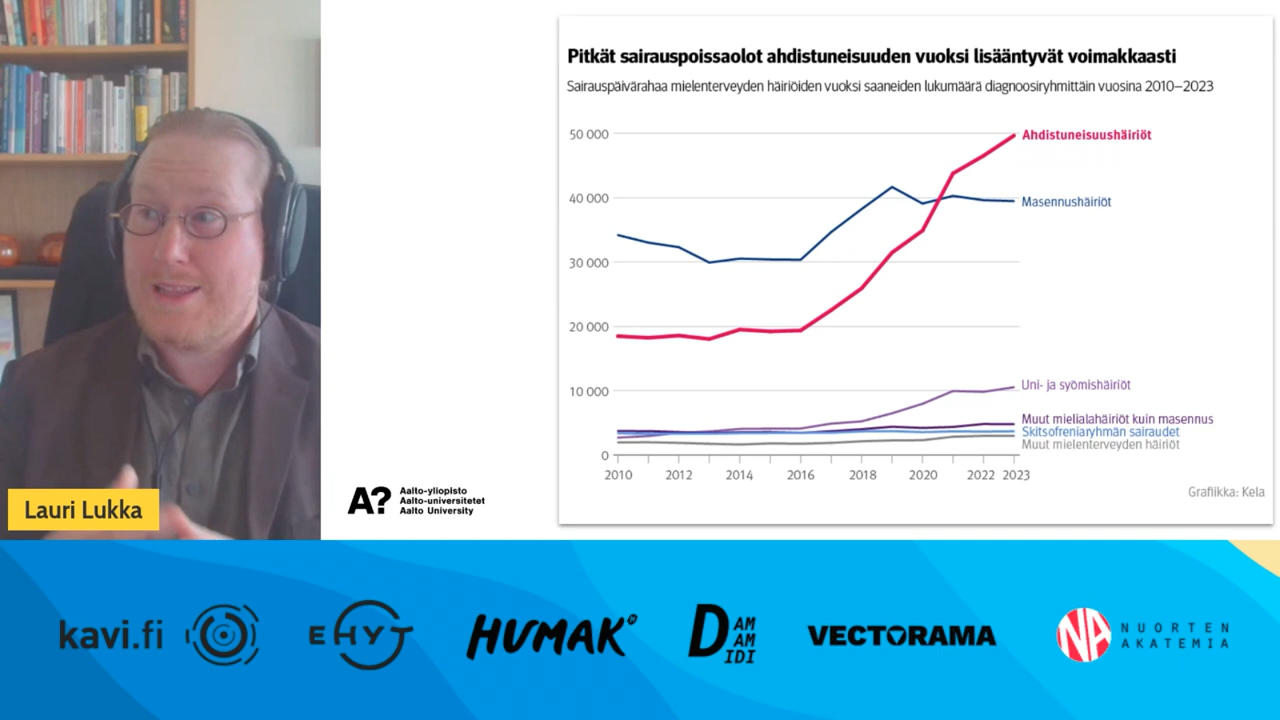 Pitkät sairauspoissaolot ahdistuneisuuden vuoksi lisääntyvät voimakkaasti
Sairauspäivärahaa mielenterveyden häiriöiden vuoksi saaneiden lukumäärä diagnoosiryhmittäin vuosina 2010–2023
50 000
Ahdistuneisuushäiriöt
40 000
Masennushäiriöt
30 000
20 000
10 000
Uni- ja syömishäiriöt
Muut mielialahäiriöt kuin masennus
Skitsofreniaryhmän sairaudet
Muut mielenterveyden häiriöt
0
2010 2012 2014 2016 2018 2020 2022 2023
Grafiikka: Kela
Lauri Lukka
A?
Aalto-yliopisto
Aalto-universitetet
Aalto University
kavi.fi
EHYT
HUMAK
DAMAMIDI
VECTORAMA
NA
NUORTEN
AKATEMIA